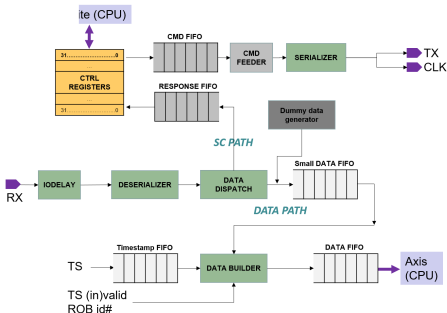 ite (CPU)
31.............................0
...
CTRL
REGISTERS
...
31.............................0
CMD FIFO
CMD
FEEDER
SERIALIZER
TX
CLK
RESPONSE FIFO
SC PATH
Dummy data
generator
RX
IODELAY
DESERIALIZER
DATA
DISPATCH
Small DATA FIFO
DATA PATH
Timestamp FIFO
TS
DATA BUILDER
DATA FIFO
Axis
(CPU)
TS (in)valid
ROB id#